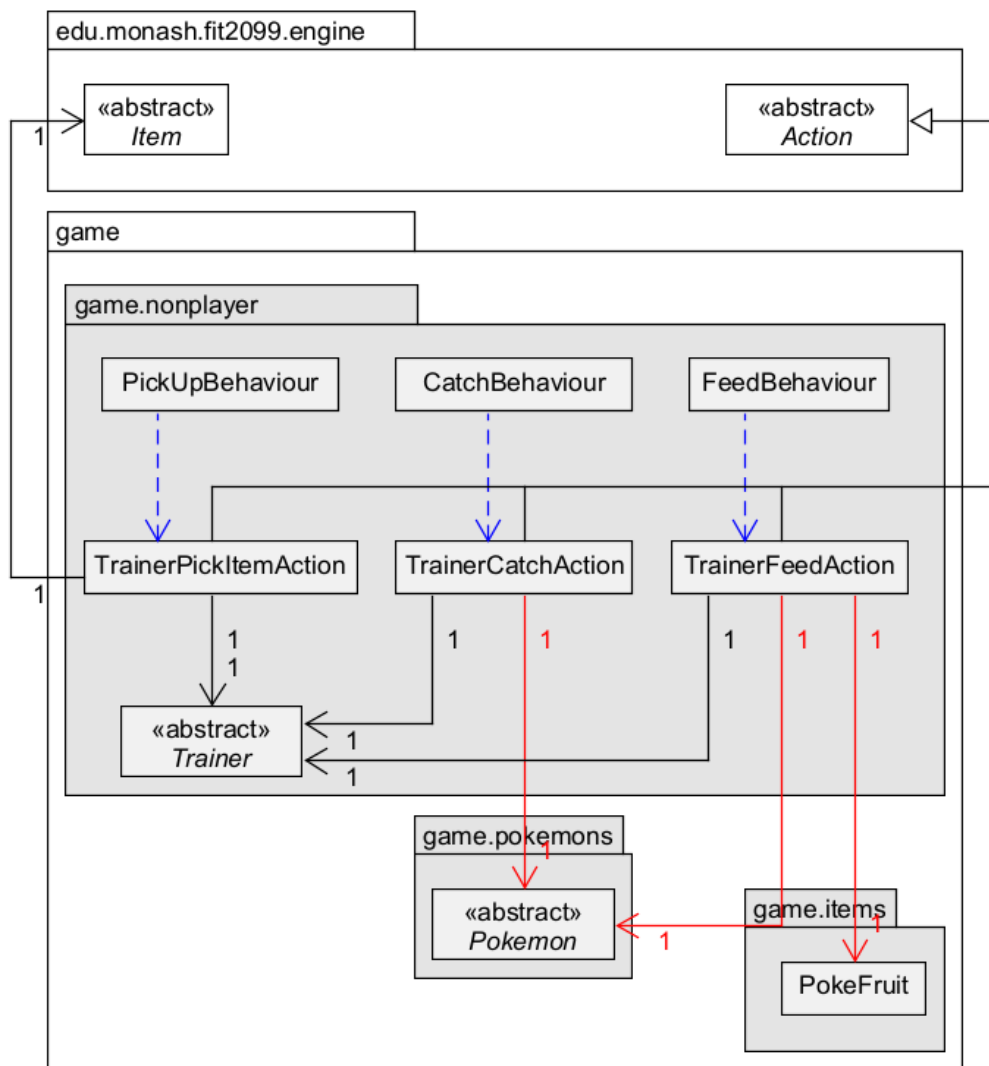 edu.monash.fit2099.engine
«abstract»
Item
«abstract»
Action
1
game
game.nonplayer
PickUpBehaviour
CatchBehaviour
FeedBehaviour
TrainerPickItemAction
TrainerCatchAction
TrainerFeedAction
1
1
1
1
1
1
1
1
«abstract»
Trainer
1
1
game.pokemons
1
«abstract»
Pokemon
1
game.items
1
PokeFruit